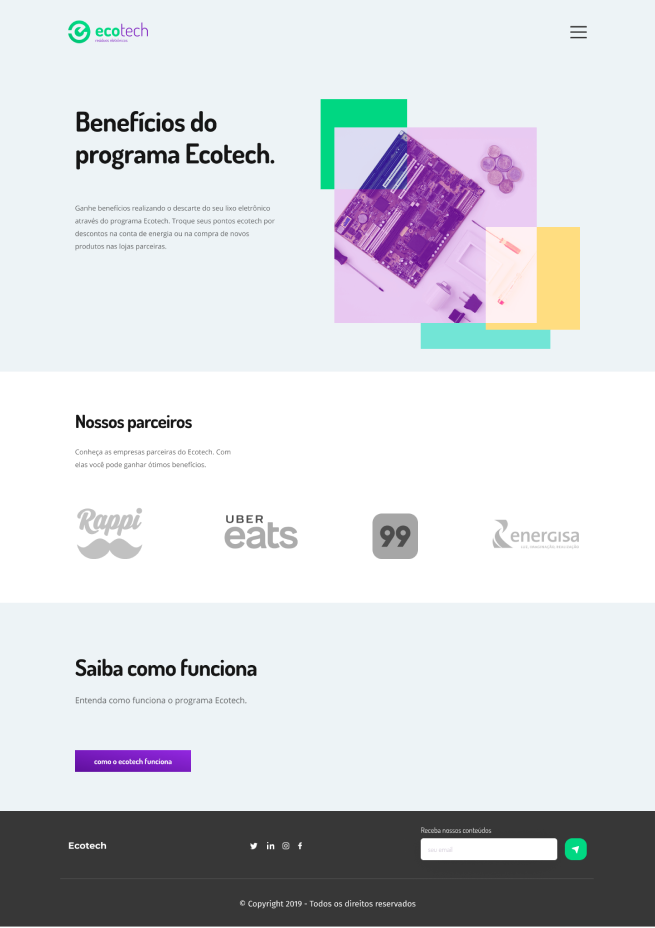 ecotech
resíduos eletrônicos
Benefícios do
programa Ecotech.
Ganhe benefícios realizando o descarte do seu lixo eletrônico
através do programa Ecotech. Troque seus pontos ecotech por
descontos na conta de energia ou na compra de novos
produtos nas lojas parceiras.
Nossos parceiros
Conheça as empresas parceiras do Ecotech. Com
elas você pode ganhar ótimos benefícios.
Rappi
UBER
eats
99
energisa
Saiba como funciona
Entenda como funciona o programa Ecotech.
como o ecotech funciona
Receba nossos conteúdos
Ecotech
seu email
© Copyright 2019 - Todos os direitos reservados